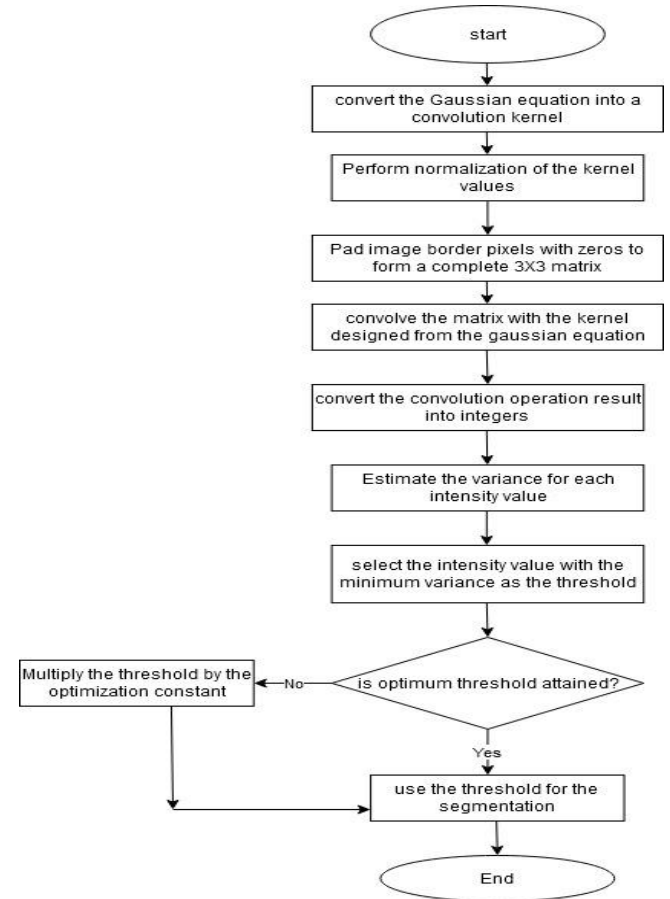 start
convert the Gaussian equation into a
convolution kernel
Perform normalization of the kernel
values
Pad image border pixels with zeros to
form a complete 3X3 matrix
convolve the matrix with the kernel
designed from the gaussian equation
convert the convolution operation result
into integers
Estimate the variance for each
intensity value
select the intensity value with the
minimum variance as the threshold
is optimum threshold attained?
No
Multiply the threshold by the
optimization constant
Yes
use the threshold for the
segmentation
End